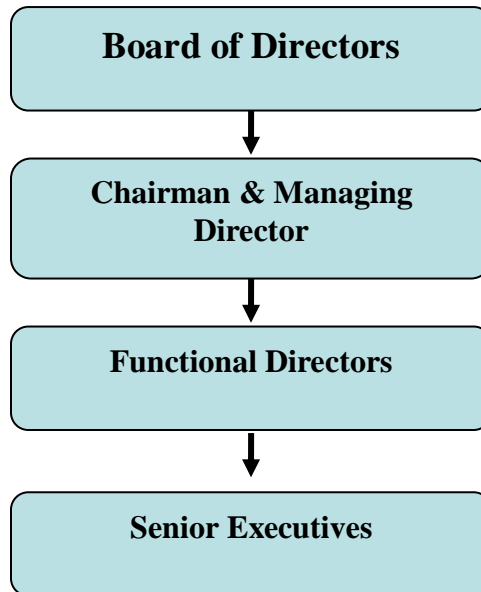 Board of Directors
Chairman & Managing
Director
Functional Directors
Senior Executives